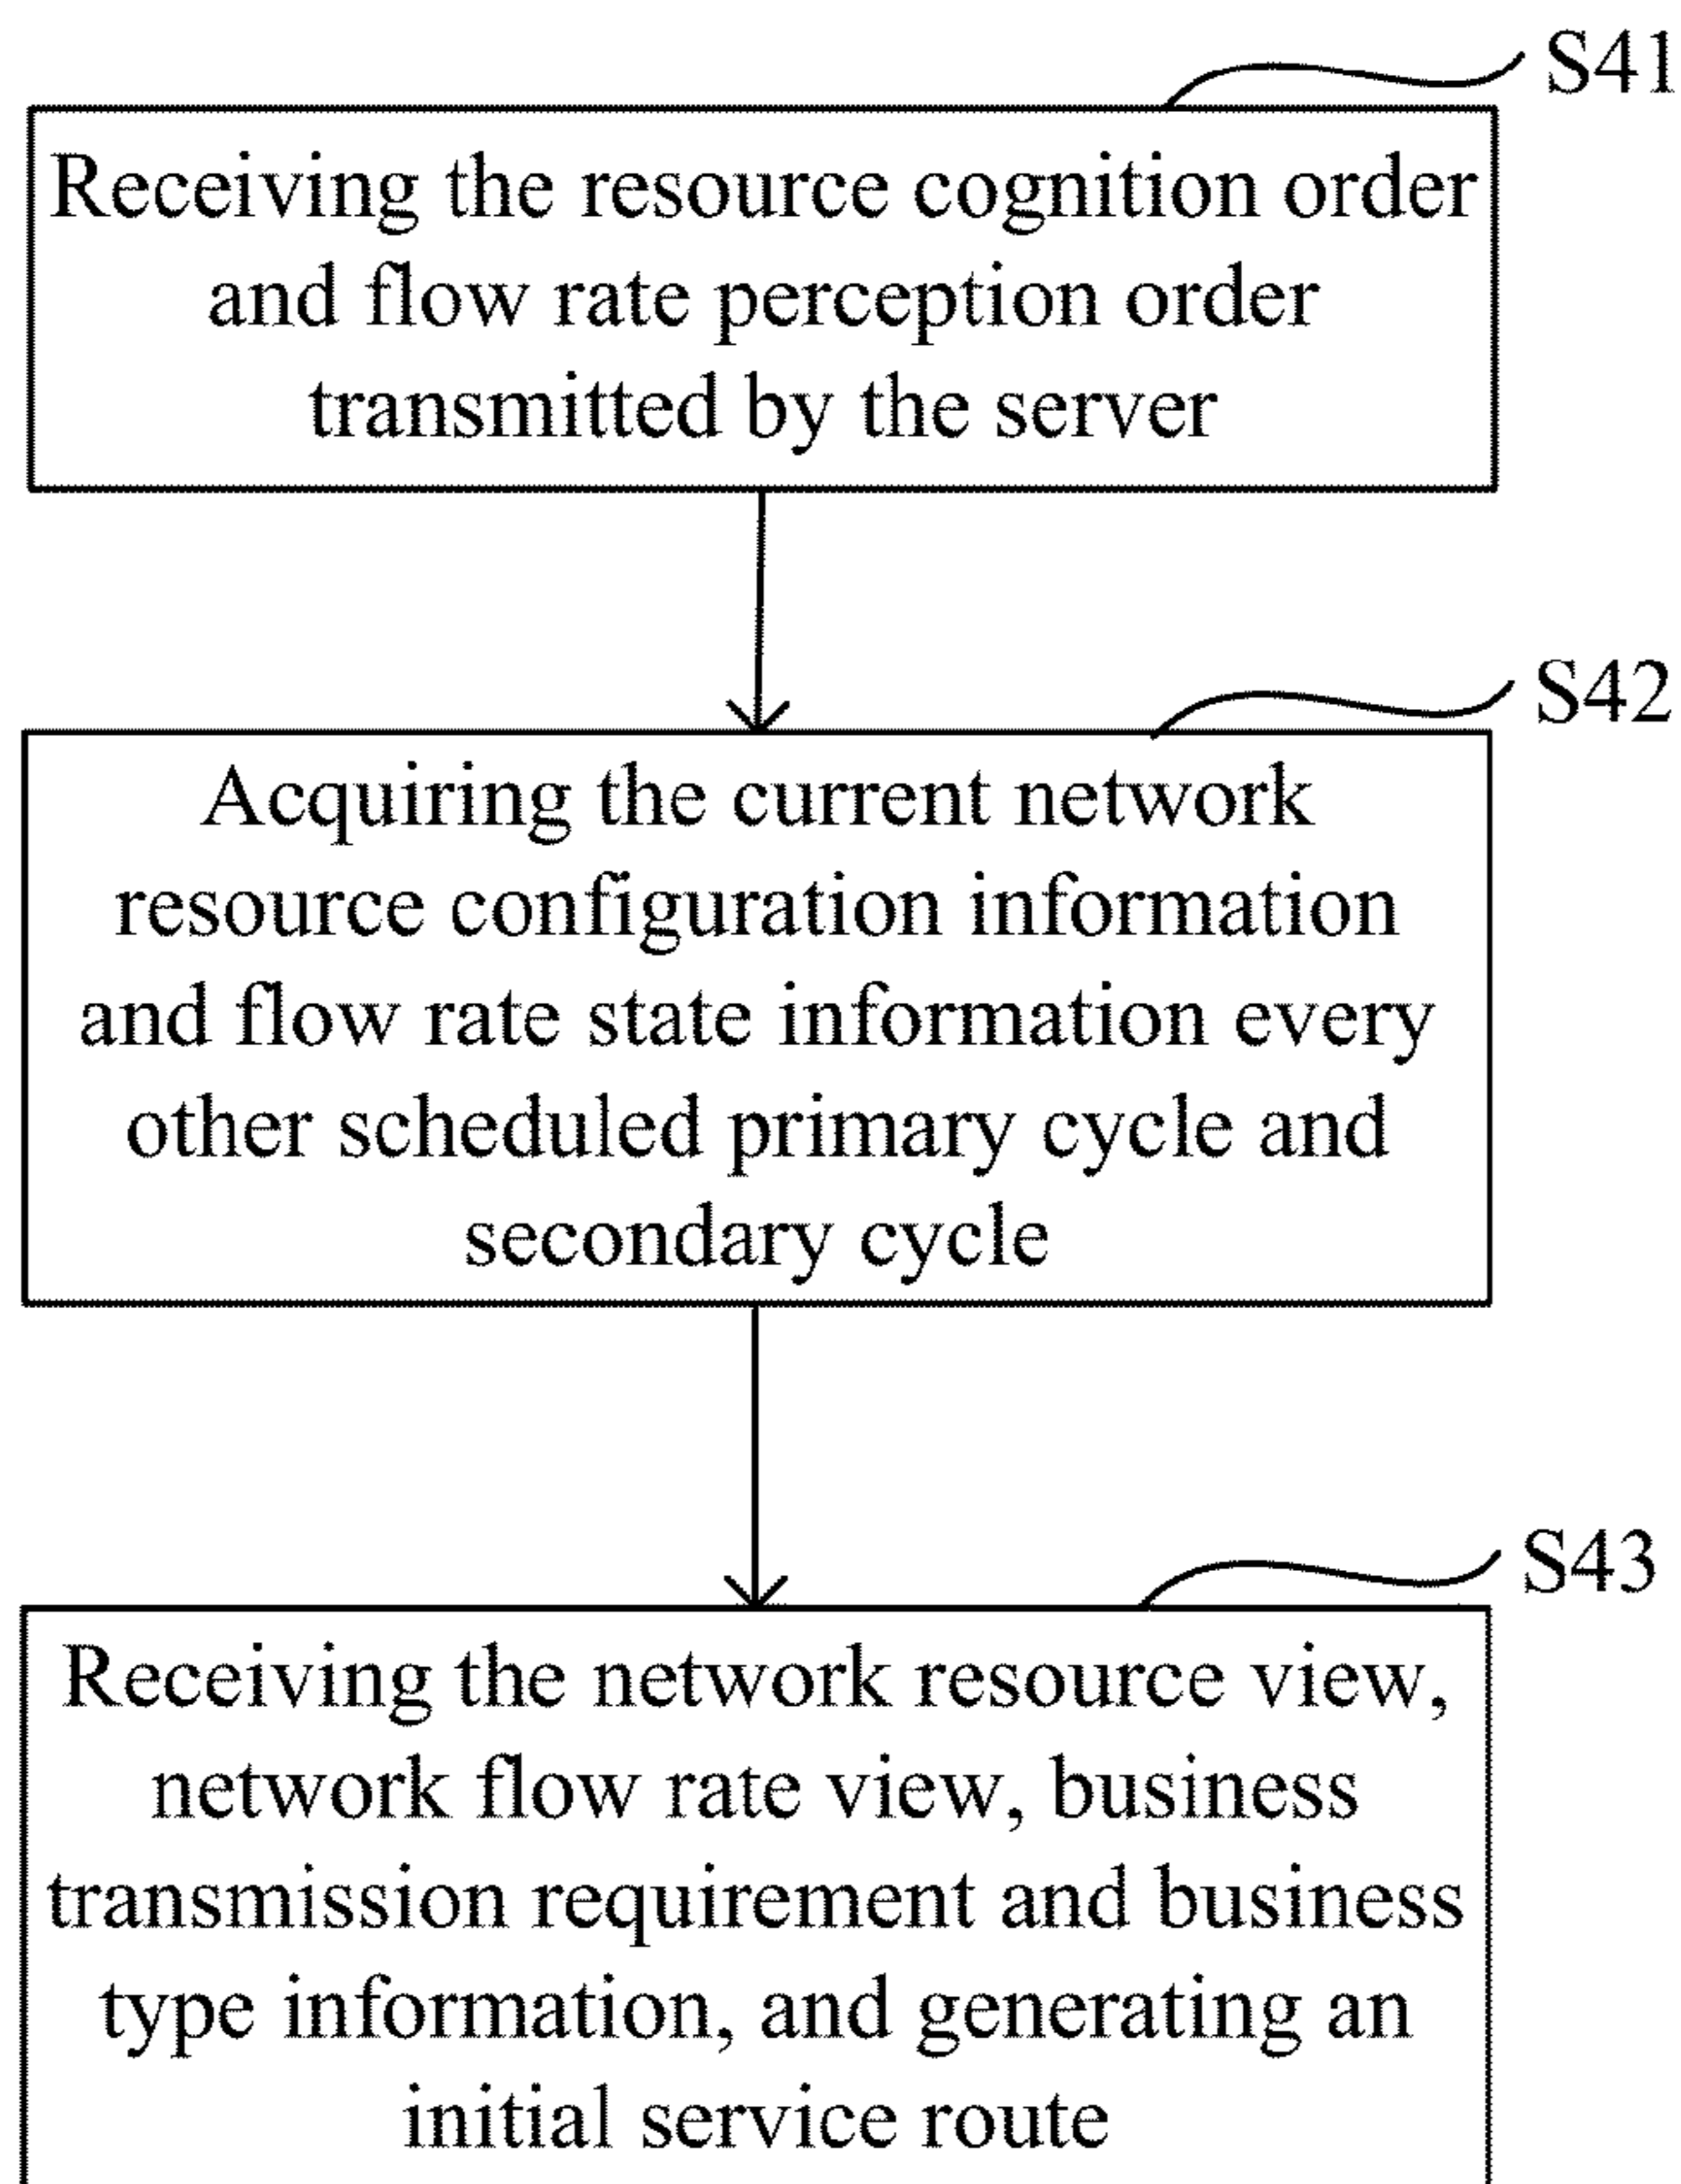 S41
Receiving the resource cognition order
and flow rate perception order
transmitted by the server
S42
Acquiring the current network
resource configuration information
and flow rate state information every
other scheduled primary cycle and
secondary cycle
S43
Receiving the network resource view,
network flow rate view, business
transmission requirement and business
type information, and generating an
initial service route